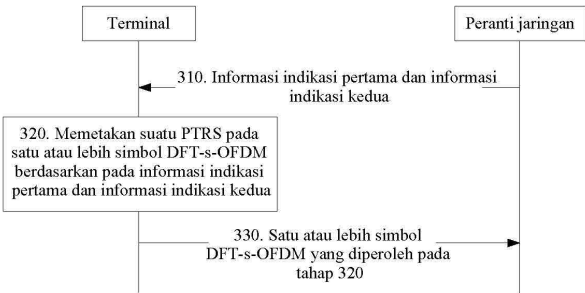 Terminal
Peranti jaringan
310. Informasi indikasi pertama dan informasi
indikasi kedua
320. Memetakan suatu PTRS pada
satu atau lebih simbol DFT-s-OFDM
berdasarkan pada informasi indikasi
pertama dan informasi indikasi kedua
330. Satu atau lebih simbol
DFT-s-OFDM yang diperoleh pada
tahap 320